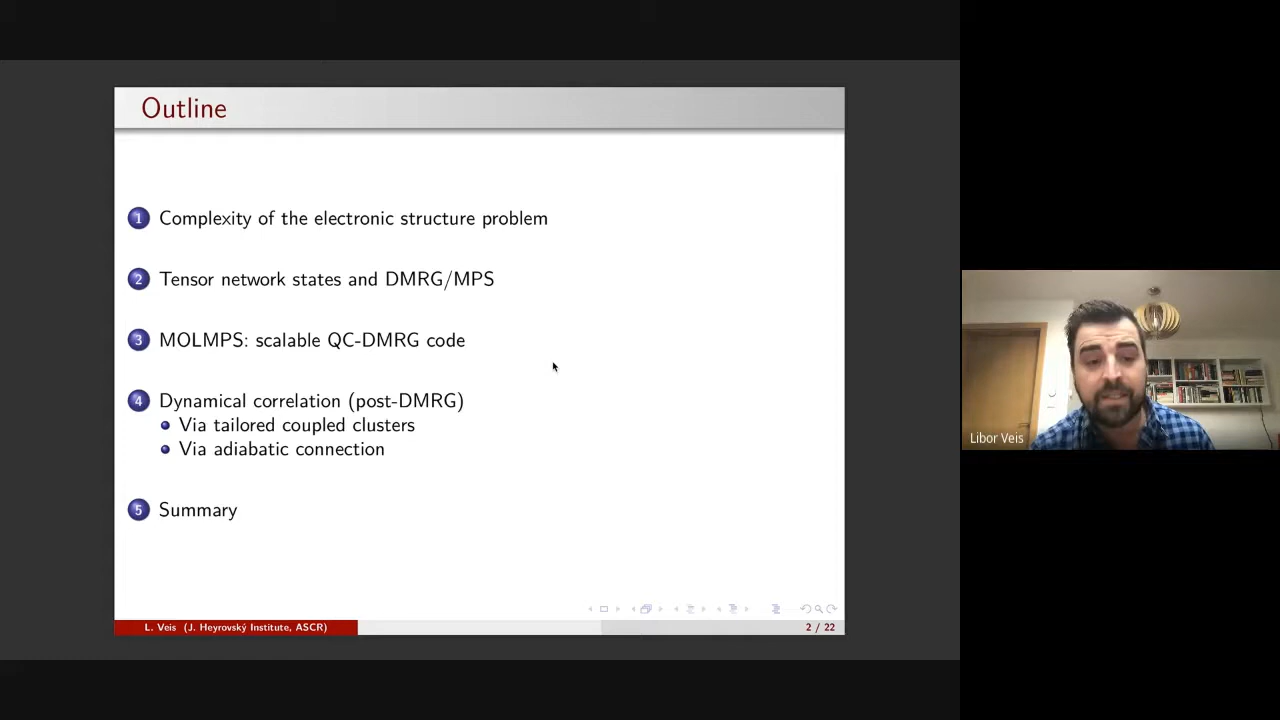 Outline
1 Complexity of the electronic structure problem
2 Tensor network states and DMRG/MPS
3 MOLMPS: scalable QC-DMRG code
4 Dynamical correlation (post-DMRG)
Via tailored coupled clusters
Via adiabatic connection
5 Summary
L. Veis (J. Heyrovský Institute, ASCR)
2 / 22
Libor Veis